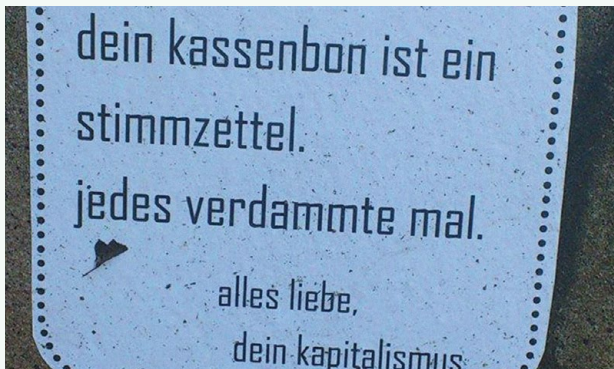 dein kassenbon ist ein
stimmzettel.
jedes verdammte mal.
alles liebe,
dein kapitalismus